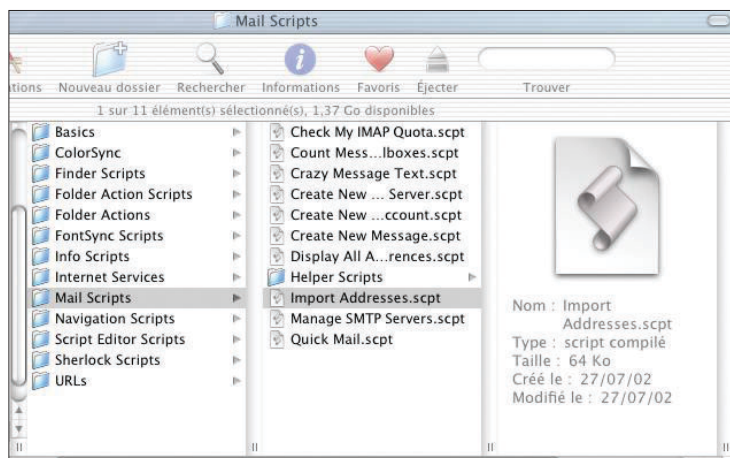 Mail Scripts
tions Nouveau dossier Rechercher Informations Favoris Éjecter Trouver
1 sur 11 élément(s) sélectionné(s), 1,37 Go disponibles
Basics
ColorSync
Finder Scripts
Folder Action Scripts
Folder Actions
FontSync Scripts
Info Scripts
Internet Services
Mail Scripts
Navigation Scripts
Script Editor Scripts
Sherlock Scripts
URLs
Check My IMAP Quota.scpt
Count Mess...lboxes.scpt
Crazy Message Text.scpt
Create New ... Server.scpt
Create New ...ccount.scpt
Create New Message.scpt
Display All A...rences.scpt
Helper Scripts
Import Addresses.scpt
Manage SMTP Servers.scpt
Quick Mail.scpt
Nom : Import
Addresses.scpt
Type : script compilé
Taille : 64 Ko
Créé le : 27/07/02
Modifié le : 27/07/02